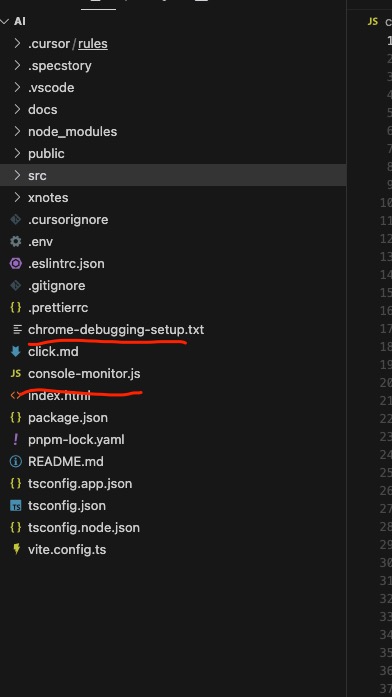 AI
.cursor/rules
.specstory
.vscode
docs
node_modules
public
src
xnotes
.cursorignore
.env
.eslintrc.json
.gitignore
{} .prettierrc
chrome-debugging-setup.txt
click.md
JS console-monitor.js
<> index.html
{} package.json
! pnpm-lock.yaml
README.md
{} tsconfig.app.json
TS tsconfig.json
{} tsconfig.node.json
vite.config.ts
JS c
1
2
3
4
5
6
7
8
9
10
11
12
13
14
15
16
17
18
19
20
21
22
23
24
25
26
27
28
29
30
31
32
33
34
35
36
37